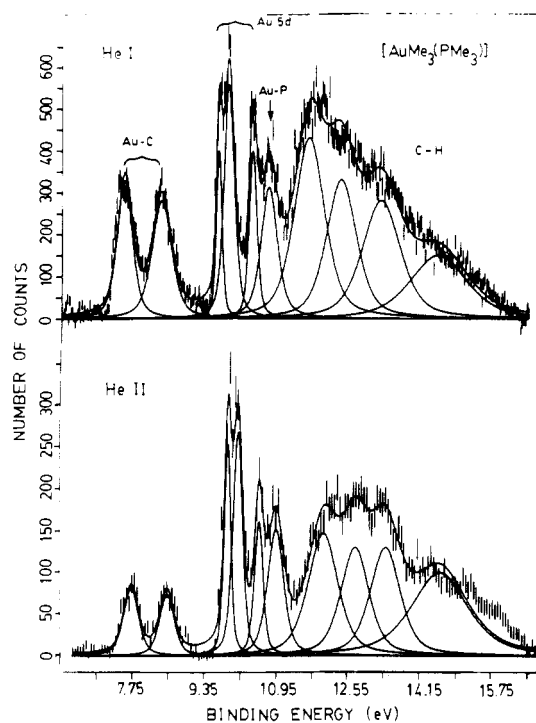 He I
Au 5d
[AuMe₃(PMe₃)]
Au-P
Au-C
C-H
600
500
400
300
200
100
0
NUMBER OF COUNTS
He II
300
250
200
150
100
50
0
7.75 9.35 10.95 12.55 14.15 15.75
BINDING ENERGY (eV)